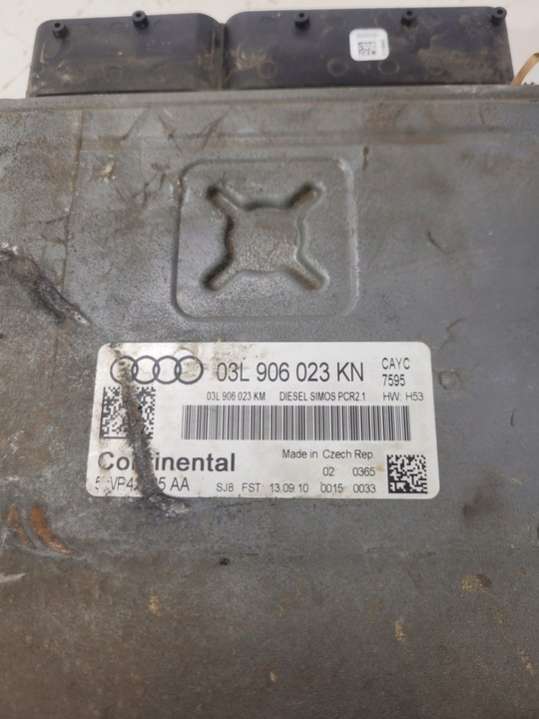 03L 906 023 KN
CAYC
7595
03L 906 023 KM DIESEL SIMOS PCR2.1 HW: H53
Made in Czech Rep.
Continental
02 0365
AA SJ8 FST 13.09.10 0015 0033